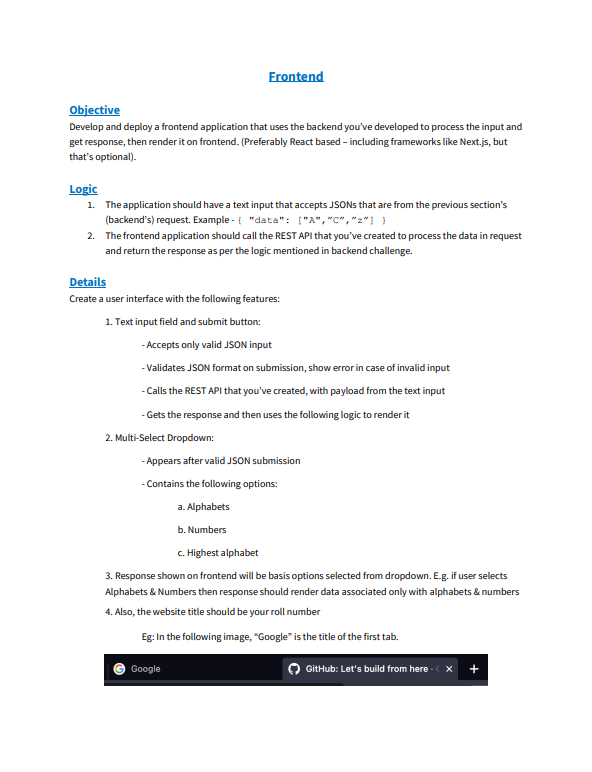 Frontend
Objective
Develop and deploy a frontend application that uses the backend you’ve developed to process the input and
get response, then render it on frontend. (Preferably React based – including frameworks like Next.js, but
that’s optional).
Logic
1. The application should have a text input that accepts JSONs that are from the previous section’s
(backend’s) request. Example - { "data": ["A",”C”,”z”] }
2. The frontend application should call the REST API that you’ve created to process the data in request
and return the response as per the logic mentioned in backend challenge.
Details
Create a user interface with the following features:
1. Text input field and submit button:
- Accepts only valid JSON input
- Validates JSON format on submission, show error in case of invalid input
- Calls the REST API that you’ve created, with payload from the text input
- Gets the response and then uses the following logic to render it
2. Multi-Select Dropdown:
- Appears after valid JSON submission
- Contains the following options:
a. Alphabets
b. Numbers
c. Highest alphabet
3. Response shown on frontend will be basis options selected from dropdown. E.g. if user selects
Alphabets & Numbers then response should render data associated only with alphabets & numbers
4. Also, the website title should be your roll number
Eg: In the following image, “Google” is the title of the first tab.
Google GitHub: Let's build from here ·